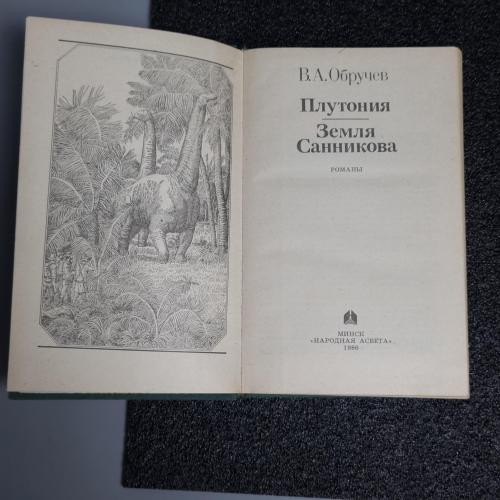 В.А.Обручев
Плутония
Земля
Санникова
РОМАНЫ
МИНСК
«НАРОДНАЯ АСВЕТА»
1986